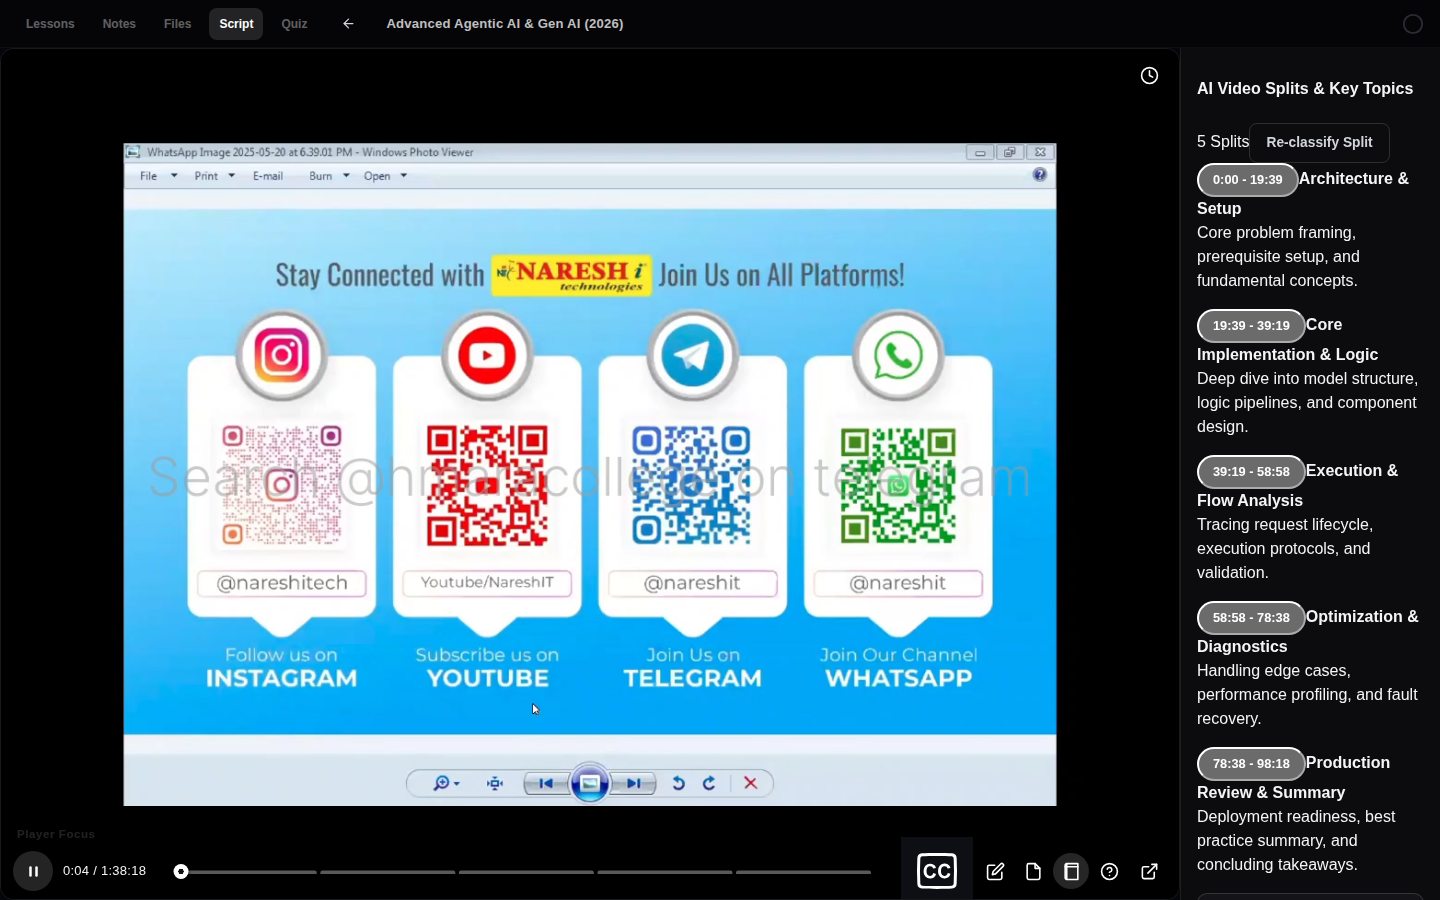 Lessons Notes Files Script Quiz Advanced Agentic AI & Gen AI (2026)
WhatsApp Image 2025-05-20 at 6.39.01 PM - Windows Photo Viewer
File Print E-mail Burn Open
Stay Connected with NARESH i technologies Join Us on All Platforms!
Search @hmaracollege on telegram
@nareshitech Youtube/NareshIT @nareshit @nareshit
Follow us on
INSTAGRAM
Subscribe us on
YOUTUBE
Join Us on
TELEGRAM
Join Our Channel
WHATSAPP
Player Focus
0:04 / 1:38:18
CC
AI Video Splits & Key Topics
5 Splits Re-classify Split
0:00 - 19:39 Architecture &
Setup
Core problem framing,
prerequisite setup, and
fundamental concepts.
19:39 - 39:19 Core
Implementation & Logic
Deep dive into model structure,
logic pipelines, and component
design.
39:19 - 58:58 Execution &
Flow Analysis
Tracing request lifecycle,
execution protocols, and
validation.
58:58 - 78:38 Optimization &
Diagnostics
Handling edge cases,
performance profiling, and fault
recovery.
78:38 - 98:18 Production
Review & Summary
Deployment readiness, best
practice summary, and
concluding takeaways.